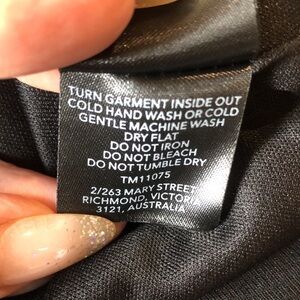 TURN GARMENT INSIDE OUT
COLD HAND WASH OR COLD
GENTLE MACHINE WASH
DRY FLAT
DO NOT IRON
DO NOT BLEACH
DO NOT TUMBLE DRY
TM11075
2/263 MARY STREET
RICHMOND, VICTORIA
3121, AUSTRALIA